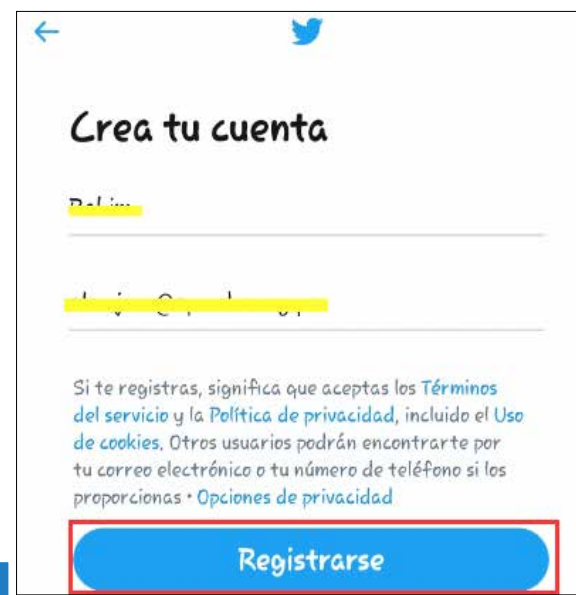 Crea tu cuenta
Si te registras, significa que aceptas los Términos
del servicio y la Política de privacidad, incluido el Uso
de cookies. Otros usuarios podrán encontrarte por
tu correo electrónico o tu número de teléfono si los
proporcionas • Opciones de privacidad
Registrarse